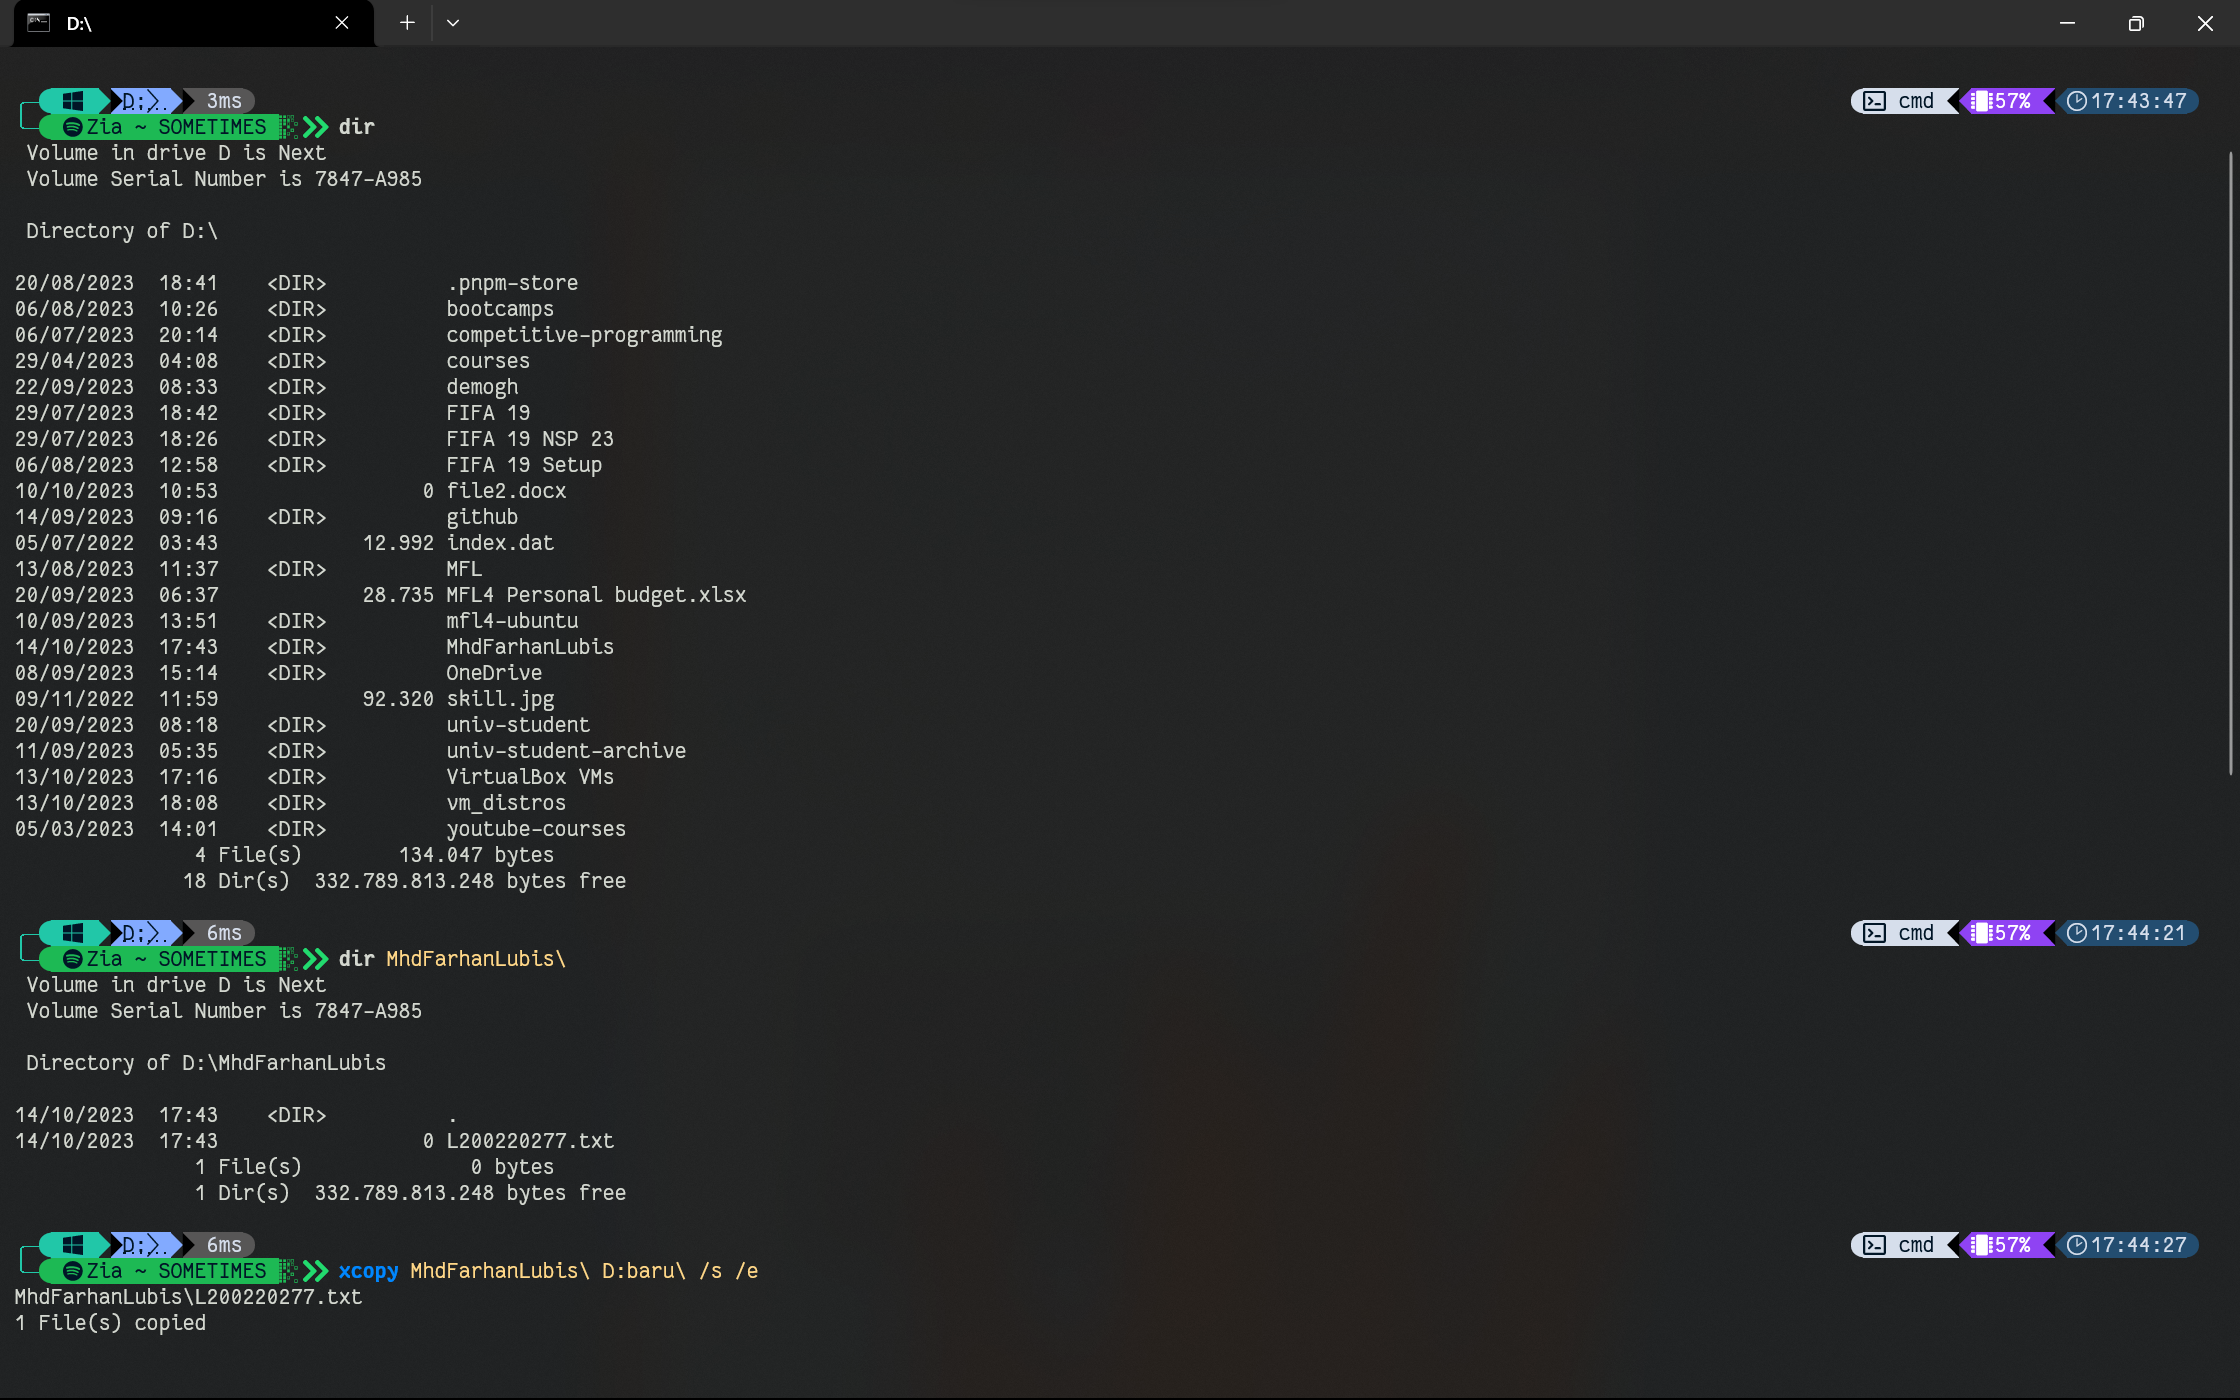 D:\
D:\ 3ms cmd 57% 17:43:47
Zia ~ SOMETIMES dir
Volume in drive D is Next
Volume Serial Number is 7847-A985
Directory of D:\
20/08/2023 18:41 <DIR> .pnpm-store
06/08/2023 10:26 <DIR> bootcamps
06/07/2023 20:14 <DIR> competitive-programming
29/04/2023 04:08 <DIR> courses
22/09/2023 08:33 <DIR> demogh
29/07/2023 18:42 <DIR> FIFA 19
29/07/2023 18:26 <DIR> FIFA 19 NSP 23
06/08/2023 12:58 <DIR> FIFA 19 Setup
10/10/2023 10:53 0 file2.docx
14/09/2023 09:16 <DIR> github
05/07/2022 03:43 12.992 index.dat
13/08/2023 11:37 <DIR> MFL
20/09/2023 06:37 28.735 MFL4 Personal budget.xlsx
10/09/2023 13:51 <DIR> mfl4-ubuntu
14/10/2023 17:43 <DIR> MhdFarhanLubis
08/09/2023 15:14 <DIR> OneDrive
09/11/2022 11:59 92.320 skill.jpg
20/09/2023 08:18 <DIR> univ-student
11/09/2023 05:35 <DIR> univ-student-archive
13/10/2023 17:16 <DIR> VirtualBox VMs
13/10/2023 18:08 <DIR> vm_distros
05/03/2023 14:01 <DIR> youtube-courses
4 File(s) 134.047 bytes
18 Dir(s) 332.789.813.248 bytes free
6ms cmd 57% 17:44:21
Zia ~ SOMETIMES dir MhdFarhanLubis\
Volume in drive D is Next
Volume Serial Number is 7847-A985
Directory of D:\MhdFarhanLubis
14/10/2023 17:43 <DIR> .
14/10/2023 17:43 0 L200220277.txt
1 File(s) 0 bytes
1 Dir(s) 332.789.813.248 bytes free
6ms cmd 57% 17:44:27
Zia ~ SOMETIMES xcopy MhdFarhanLubis\ D:baru\ /s /e
MhdFarhanLubis\L200220277.txt
1 File(s) copied